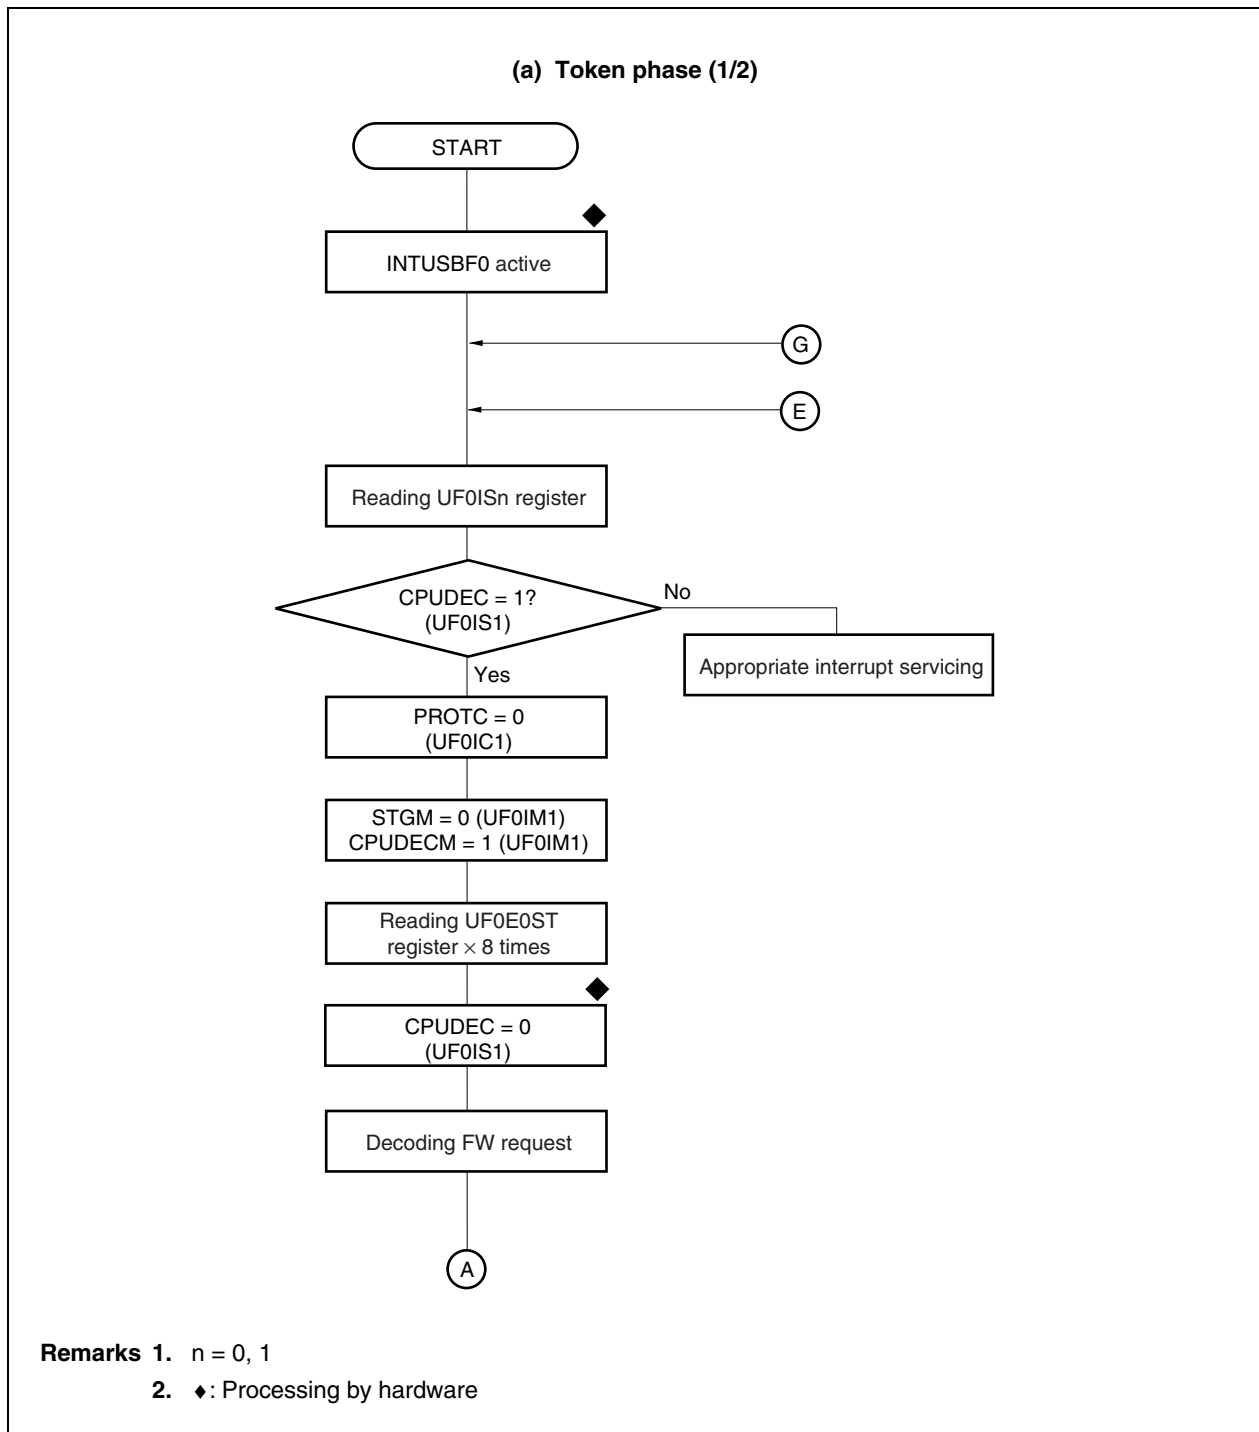 (a) Token phase (1/2)
START
INTUSBF0 active
G
E
Reading UF0ISn register
CPUDEC = 1?
(UF0IS1)
No
Appropriate interrupt servicing
Yes
PROTC = 0
(UF0IC1)
STGM = 0 (UF0IM1)
CPUDECM = 1 (UF0IM1)
Reading UF0E0ST
register × 8 times
CPUDEC = 0
(UF0IS1)
Decoding FW request
A
Remarks 1. n = 0, 1
2. ♦: Processing by hardware